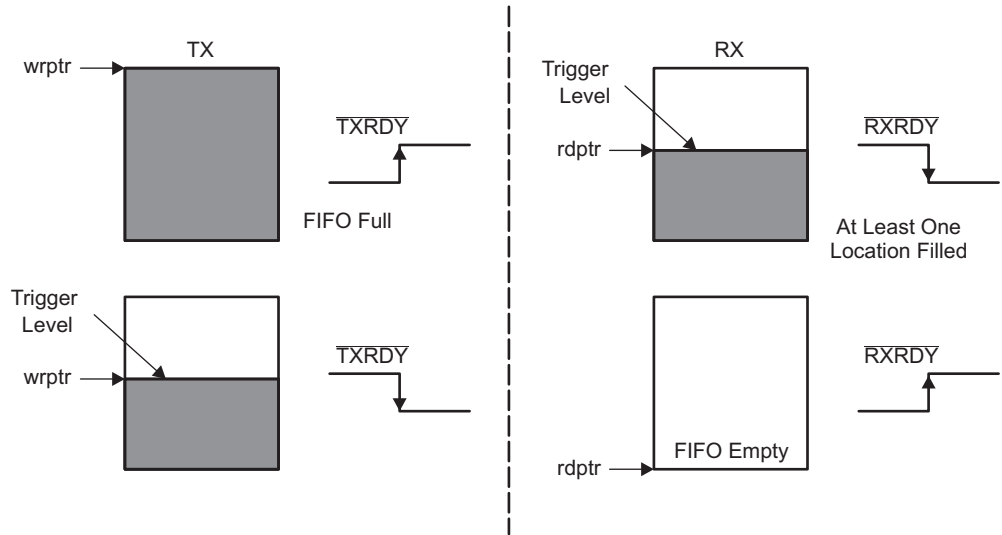 TX
wrptr
TXRDY
FIFO Full
Trigger
Level
wrptr
TXRDY
RX
Trigger
Level
rdptr
RXRDY
At Least One
Location Filled
RXRDY
FIFO Empty
rdptr